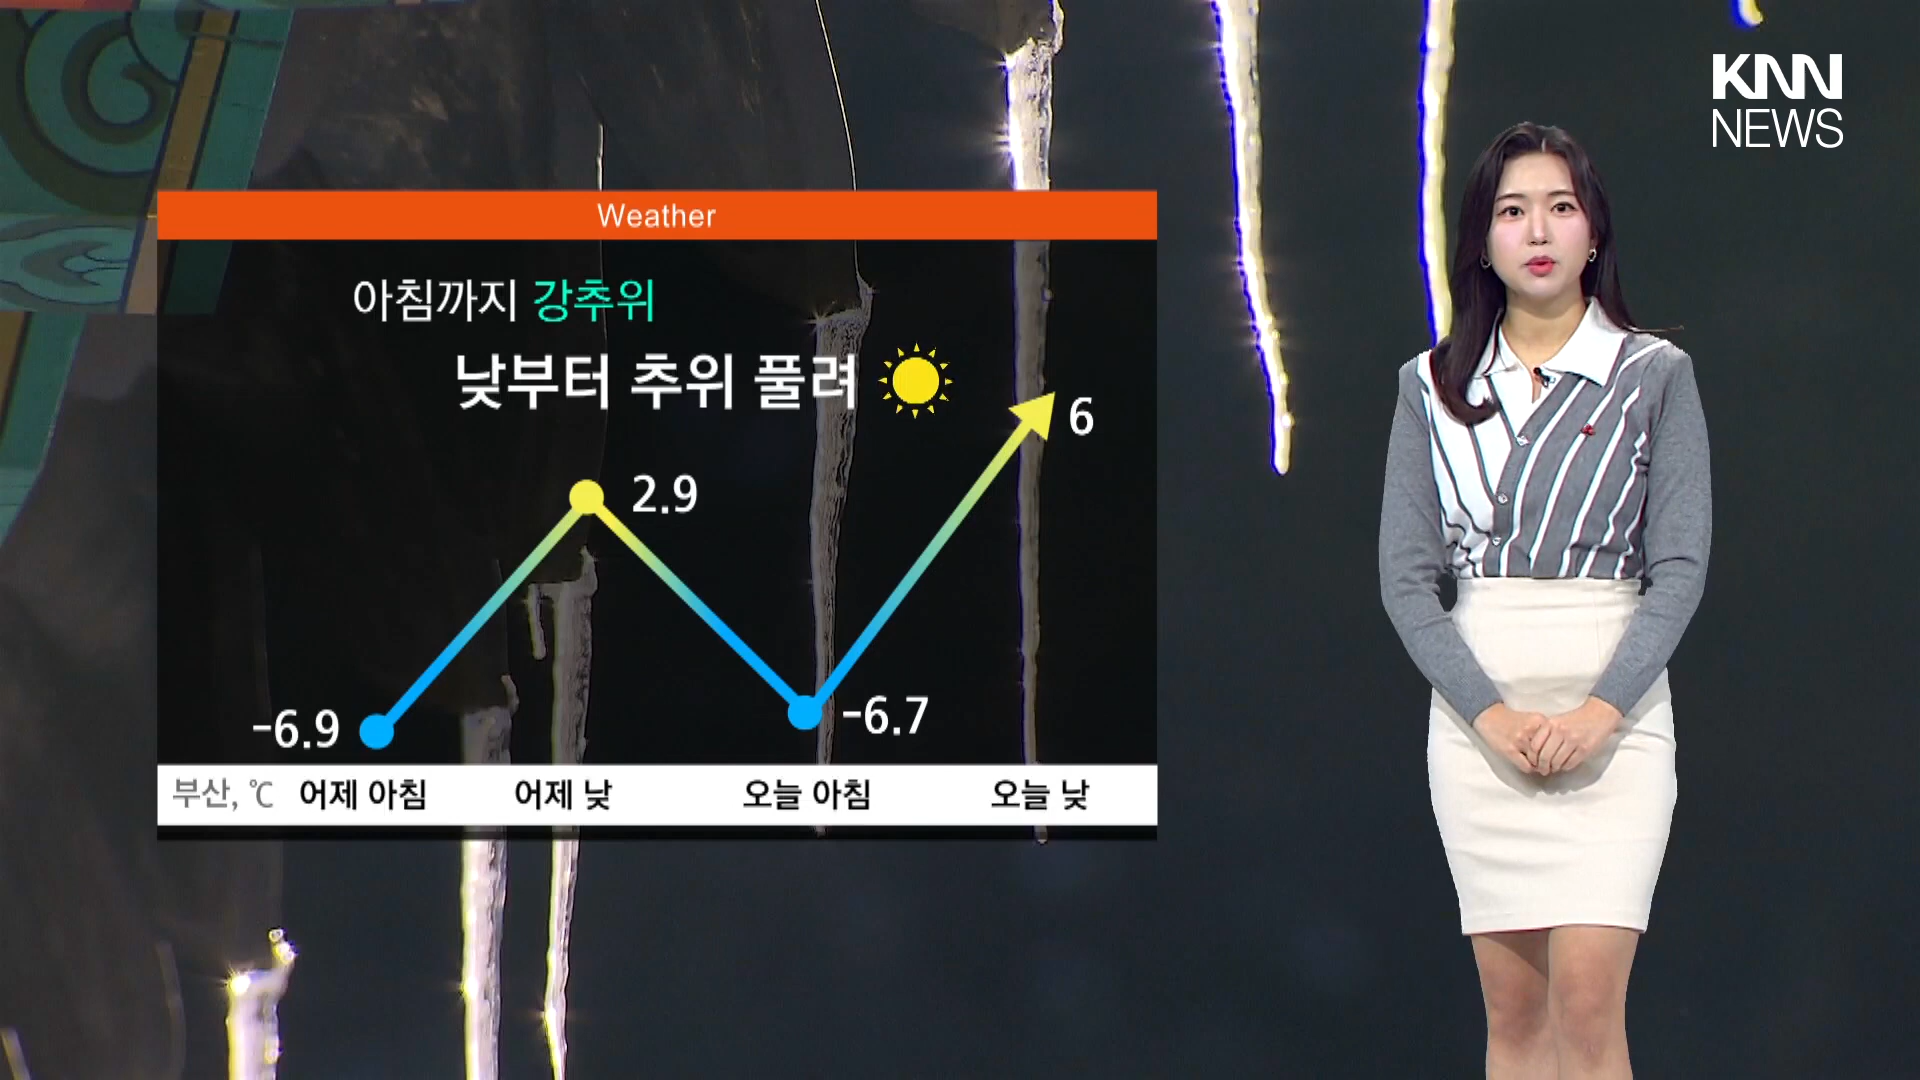 KNN
NEWS
Weather
아침까지 강추위
낮부터 추위 풀려
6
2.9
-6.9
-6.7
부산, ℃ 어제 아침 어제 낮 오늘 아침 오늘 낮